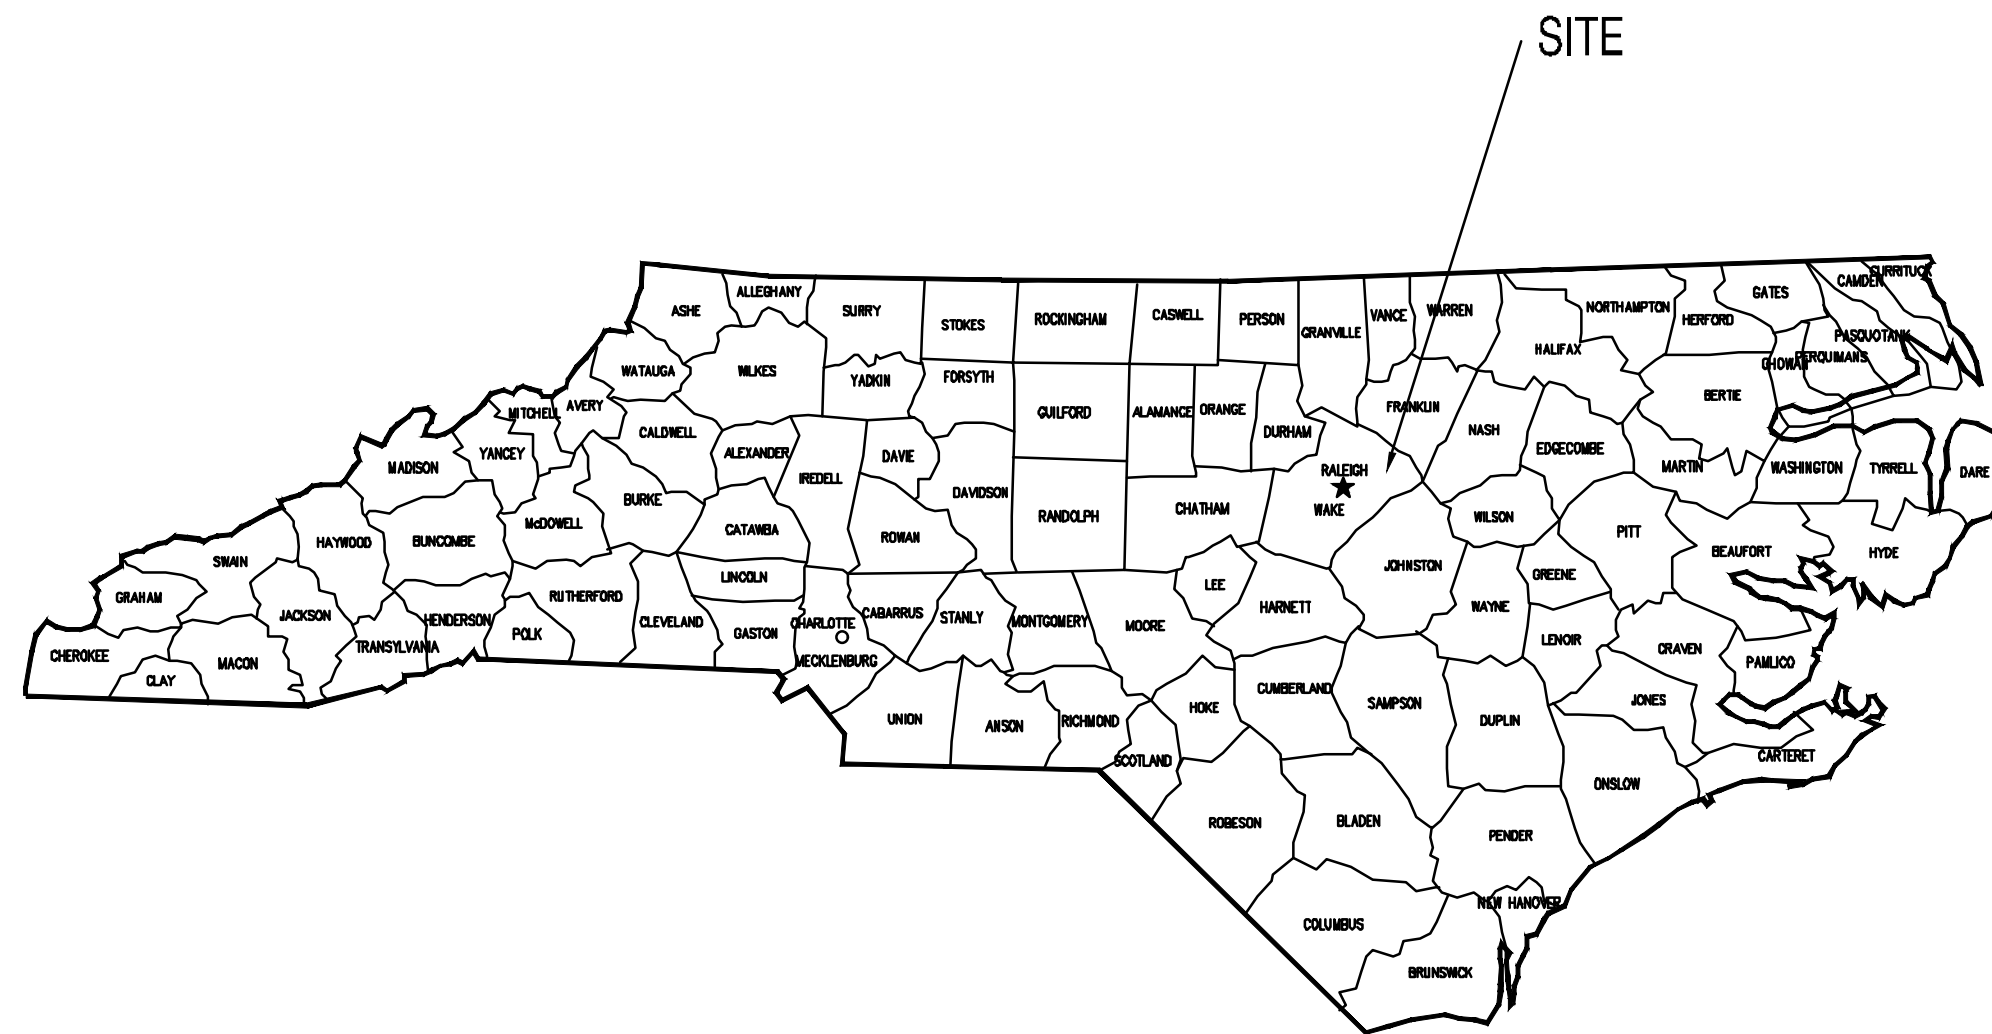 SITE
CURRITUCK
CAMDEN
ALLEGHANY
GATES
ASHE
SURRY
NORTHAMPTON
STOKES
ROCKINGHAM
CASWELL
PERSON
VANCE
WARREN
HERFORD
GRANVILLE
PASQUOTANK
HALIFAX
PERQUIMANS
CHOWAN
WATAUGA
WILKES
YADKIN
FORSYTH
BERTIE
MITCHELL
AVERY
GUILFORD
ALAMANCE
ORANGE
FRANKLIN
CALDWELL
DURHAM
NASH
EDGECOMBE
YANCEY
ALEXANDER
DAVIE
MADISON
RALEIGH
MARTIN
WASHINGTON
TYRRELL
DARE
IREDELL
DAVIDSON
BURKE
CHATHAM
WAKE
McDOWELL
CATAWBA
RANDOLPH
WILSON
PITT
HAYWOOD
BUNCOMBE
ROWAN
BEAUFORT
HYDE
SWAIN
JOHNSTON
LINCOLN
LEE
GREENE
GRAHAM
RUTHERFORD
HARNETT
WAYNE
JACKSON
HENDERSON
CLEVELAND
CHARLOTTE
CABARRUS
STANLY
MONTGOMERY
MOORE
POLK
GASTON
LENOIR
TRANSYLVANIA
CRAVEN
CHEROKEE
MACON
MECKLENBURG
PAMLICO
CLAY
CUMBERLAND
HOKE
SAMPSON
JONES
UNION
ANSON
RICHMOND
DUPLIN
SCOTLAND
CARTERET
ONSLOW
ROBESON
BLADEN
PENDER
NEW HANOVER
COLUMBUS
BRUNSWICK